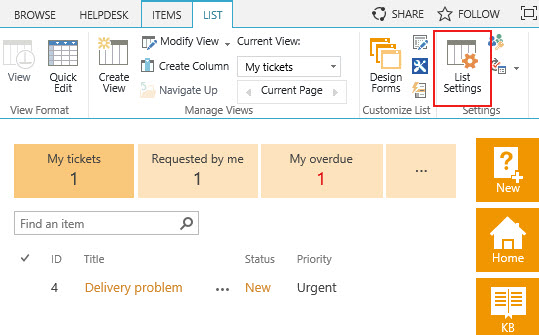 BROWSE HELPDESK ITEMS LIST SHARE FOLLOW
View
Quick Edit
Create View
Modify View
Create Column
Navigate Up
Current View:
My tickets
Current Page
Design Forms
List Settings
View Format Manage Views Customize List Settings
My tickets
1
Requested by me
1
My overdue
1
...
New
Find an item
Home
ID Title Status Priority
4 Delivery problem ... New Urgent
KB